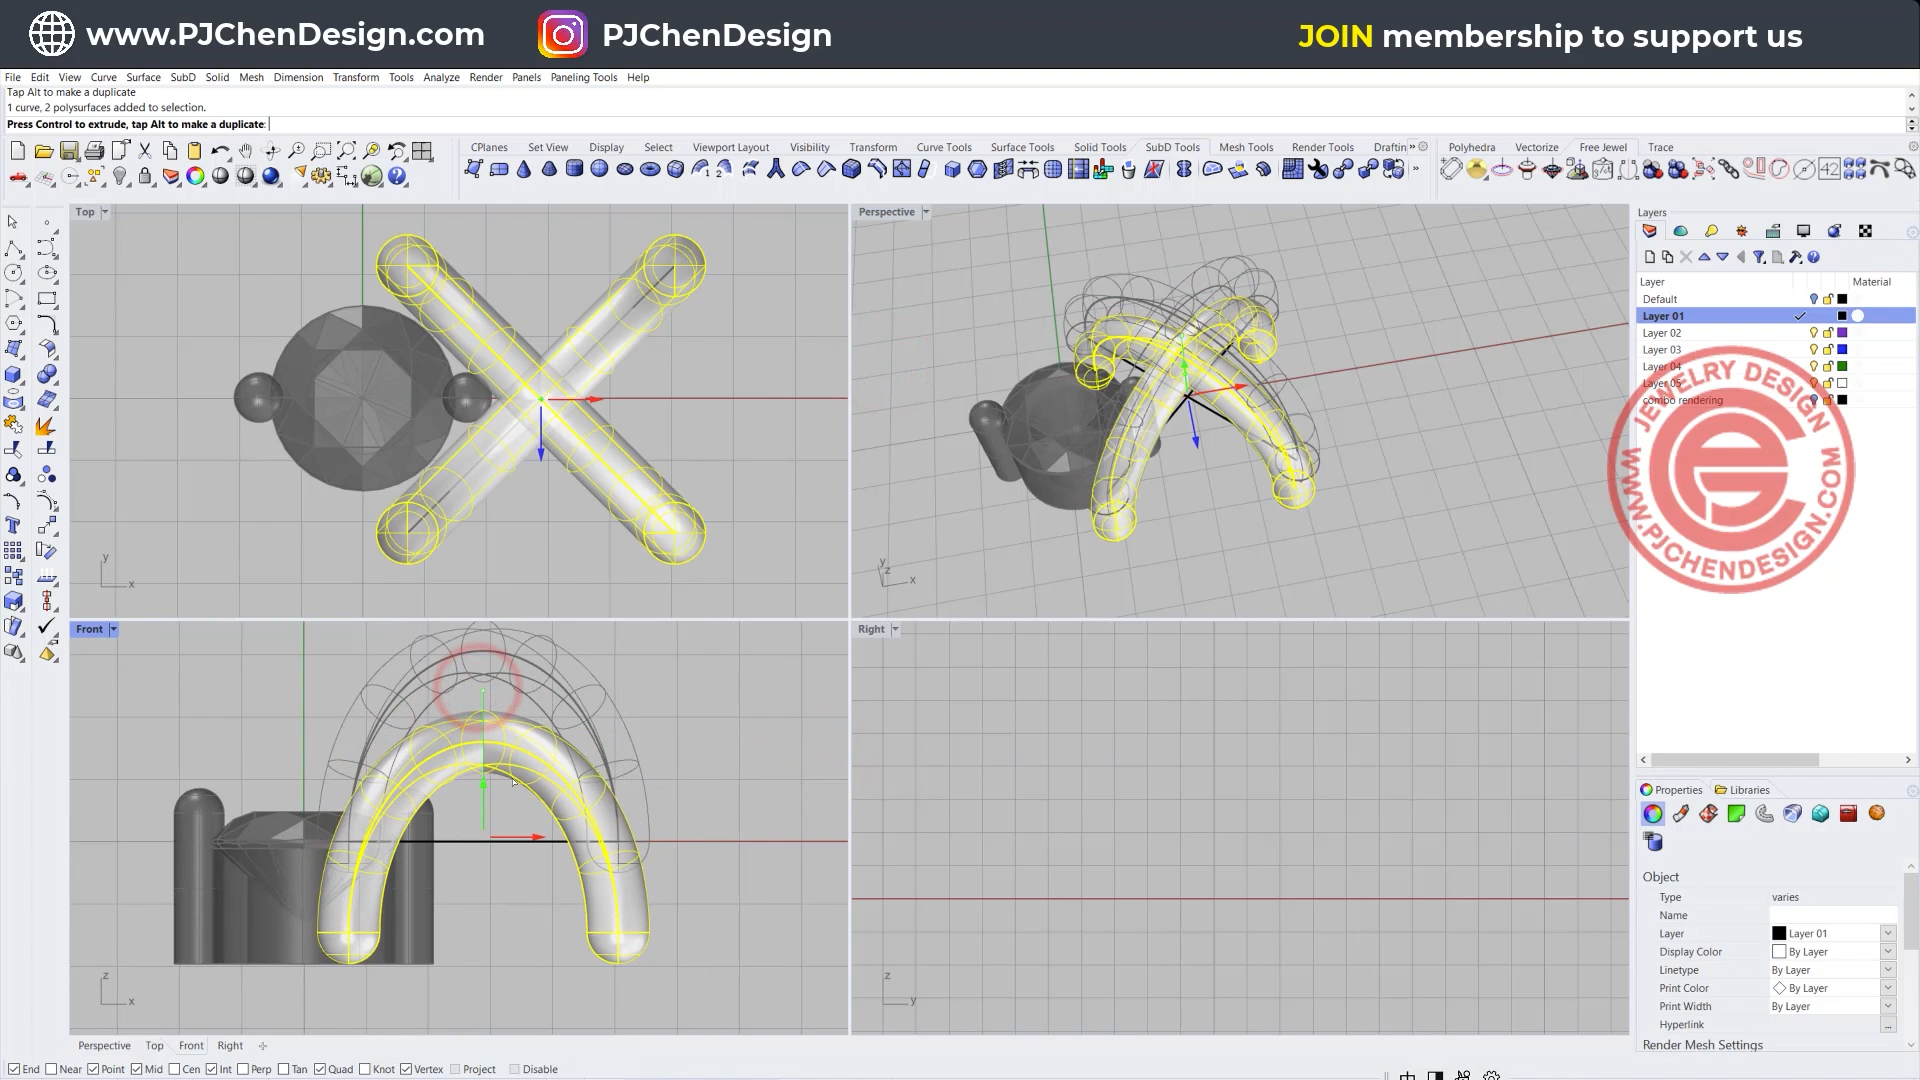 www.PJChenDesign.com
PJChenDesign
JOIN membership to support us
File Edit View Curve Surface SubD Solid Mesh Dimension Transform Tools Analyze Render Panels Paneling Tools Help
Tap Alt to make a duplicate
1 curve, 2 polysurfaces added to selection.
Press Control to extrude, tap Alt to make a duplicate:
CPlanes Set View Display Select Viewport Layout Visibility Transform Curve Tools Surface Tools Solid Tools SubD Tools Mesh Tools Render Tools Draftin »
Polyhedra Vectorize Free Jewel Trace
Top
Perspective
Front
Right
y
x
y
z
x
z
x
z
y
Layers
Layer Material
Default
Layer 01
Layer 02
Layer 03
Layer 04
Layer 05
combo rendering
JEWELRY DESIGN
WWW.PJCHENDESIGN.COM
Properties Libraries
Object
Type varies
Name
Layer Layer 01
Display Color By Layer
Linetype By Layer
Print Color By Layer
Print Width By Layer
Hyperlink ...
Render Mesh Settings
Perspective Top Front Right
End Near Point Mid Cen Int Perp Tan Quad Knot Vertex Project Disable